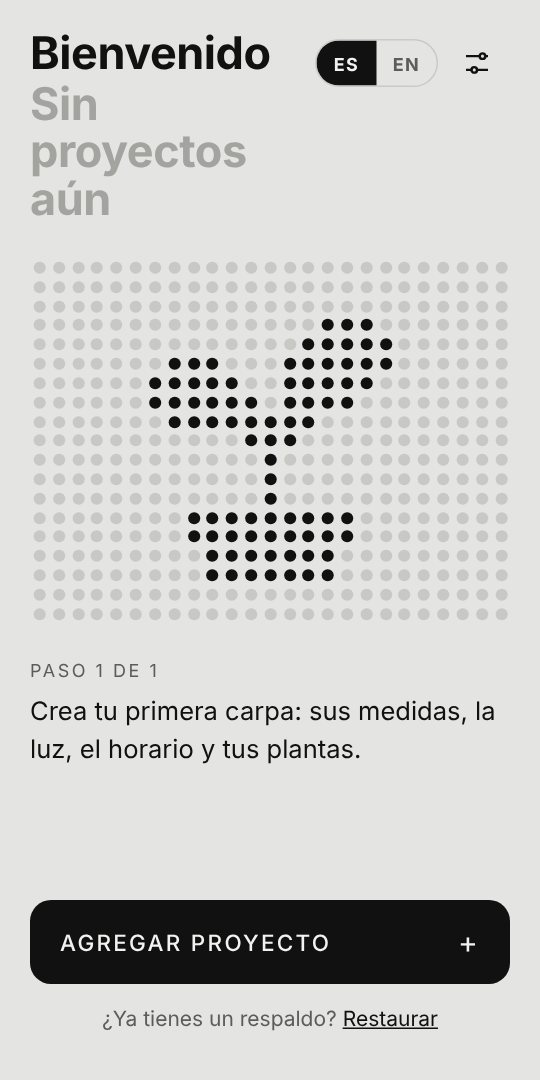 Bienvenido
ES
EN
Sin
proyectos
aún
PASO 1 DE 1
Crea tu primera carpa: sus medidas, la
luz, el horario y tus plantas.
AGREGAR PROYECTO +
¿Ya tienes un respaldo? Restaurar